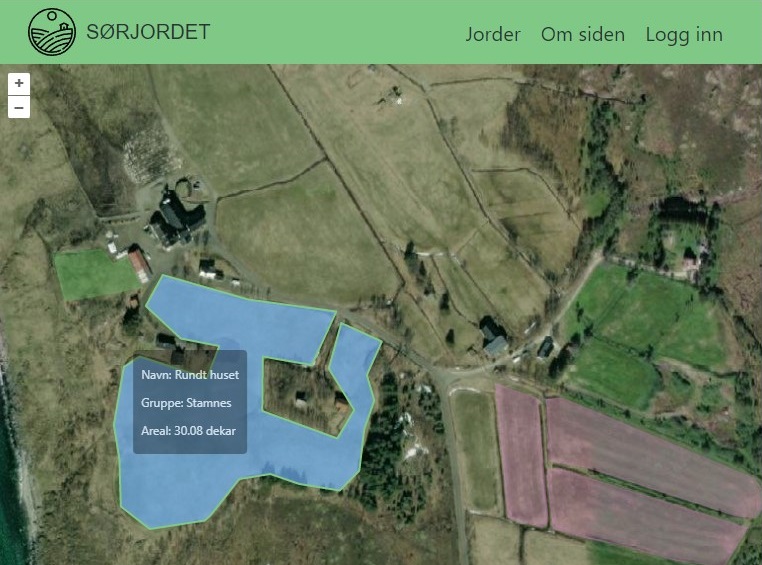 SØRJORDET
Jorder Om siden Logg inn
+
−
Navn: Rundt huset
Gruppe: Stamnes
Areal: 30.08 dekar